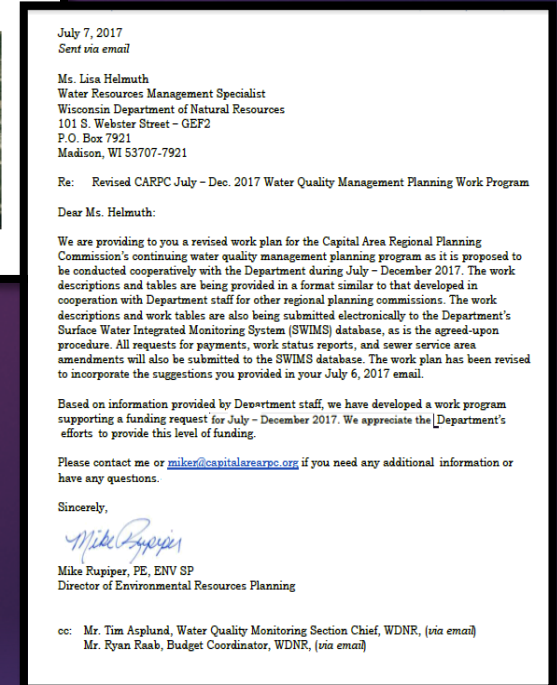 July 7, 2017
Sent via email
Ms. Lisa Helmuth
Water Resources Management Specialist
Wisconsin Department of Natural Resources
101 S. Webster Street – GEF2
P.O. Box 7921
Madison, WI 53707-7921
Re: Revised CARPC July – Dec. 2017 Water Quality Management Planning Work Program
Dear Ms. Helmuth:
We are providing to you a revised work plan for the Capital Area Regional Planning
Commission's continuing water quality management planning program as it is proposed to
be conducted cooperatively with the Department during July – December 2017. The work
descriptions and tables are being provided in a format similar to that developed in
cooperation with Department staff for other regional planning commissions. The work
descriptions and work tables are also being submitted electronically to the Department's
Surface Water Integrated Monitoring System (SWIMS) database, as is the agreed-upon
procedure. All requests for payments, work status reports, and sewer service area
amendments will also be submitted to the SWIMS database. The work plan has been revised
to incorporate the suggestions you provided in your July 6, 2017 email.
Based on information provided by Department staff, we have developed a work program
supporting a funding request for July – December 2017. We appreciate the Department's
efforts to provide this level of funding.
Please contact me or miker@capitalarearpc.org if you need any additional information or
have any questions.
Sincerely,
Mike Rupiper
Mike Rupiper, PE, ENV SP
Director of Environmental Resources Planning
cc: Mr. Tim Asplund, Water Quality Monitoring Section Chief, WDNR, (via email)
Mr. Ryan Raab, Budget Coordinator, WDNR, (via email)